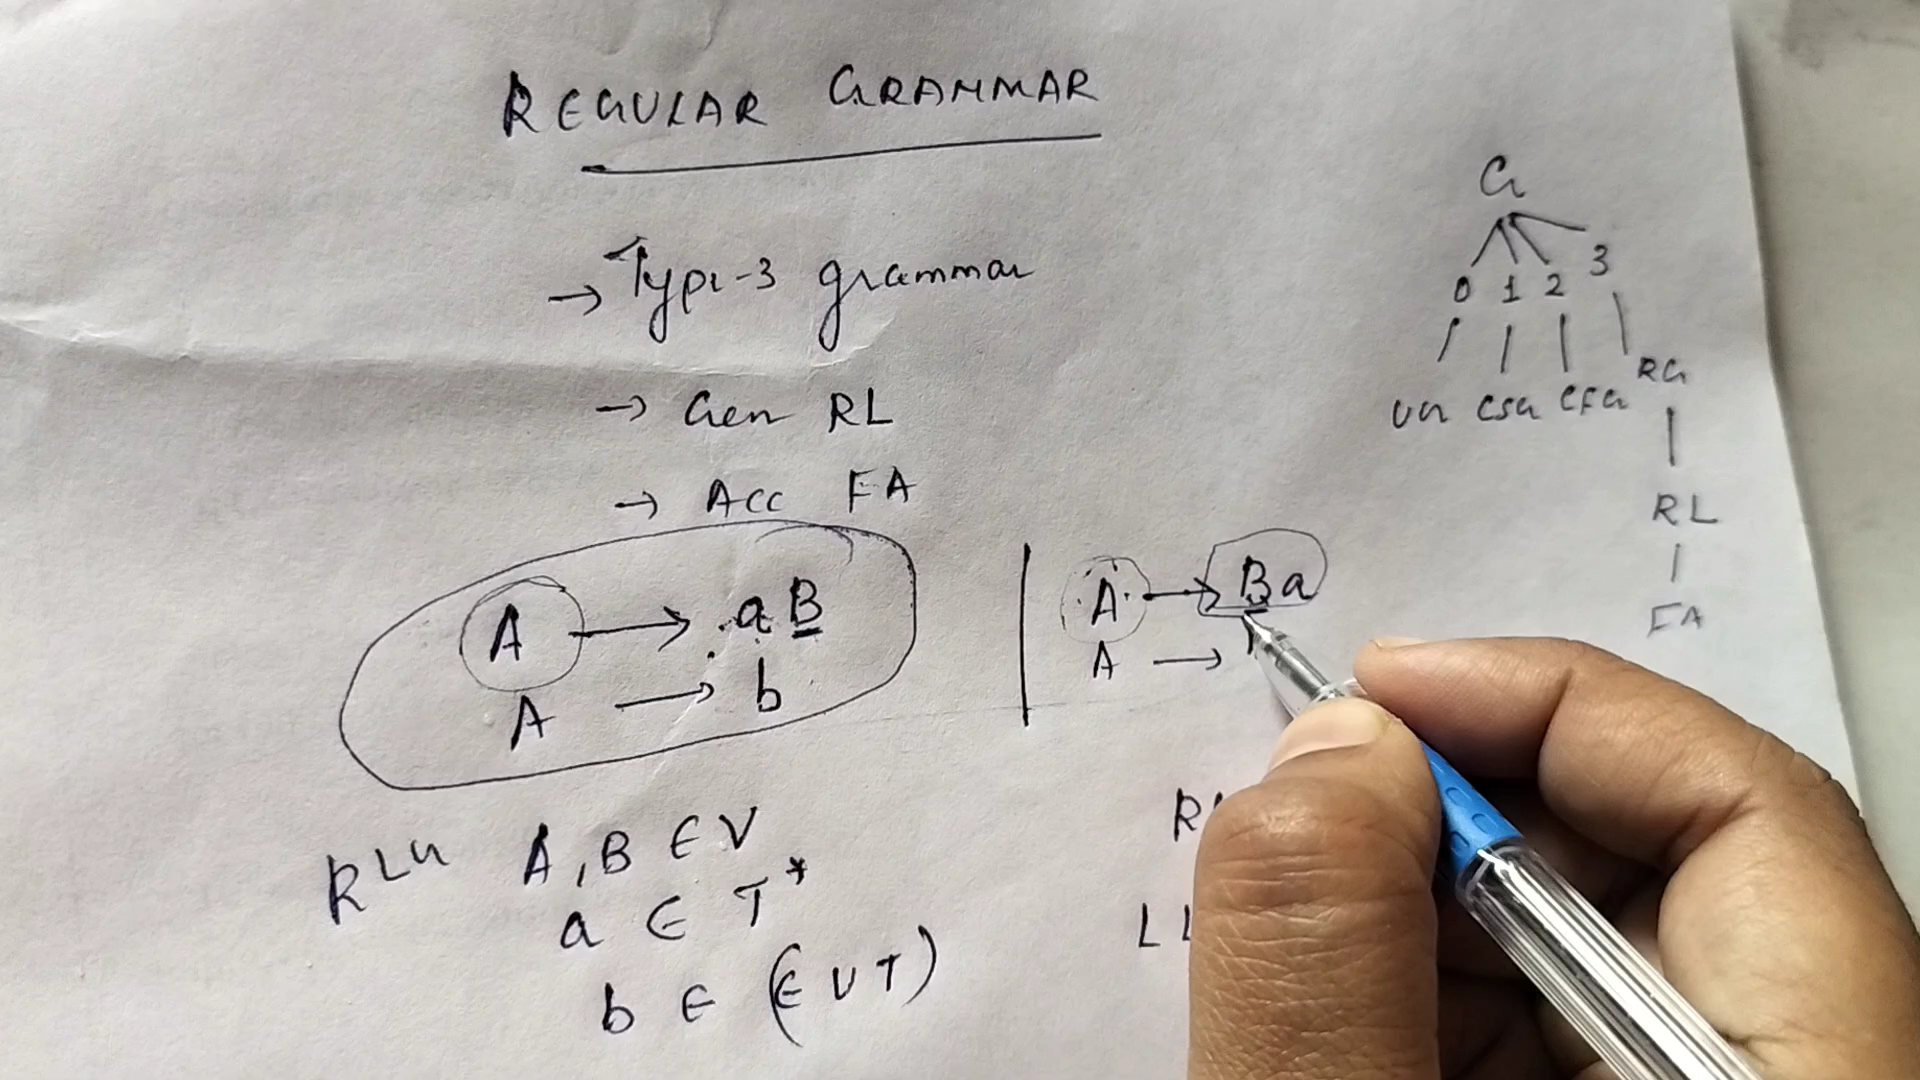 REGULAR GRAMMAR
→ Type-3 grammar
→ Gen RL
→ Acc FA
A → aB
A → b
A → Ba
A →
RLG
A, B ∈ V
a ∈ T*
b ∈ (∈ U T)
G
0 1 2 3
UG CSG CFG RG
RL
FA